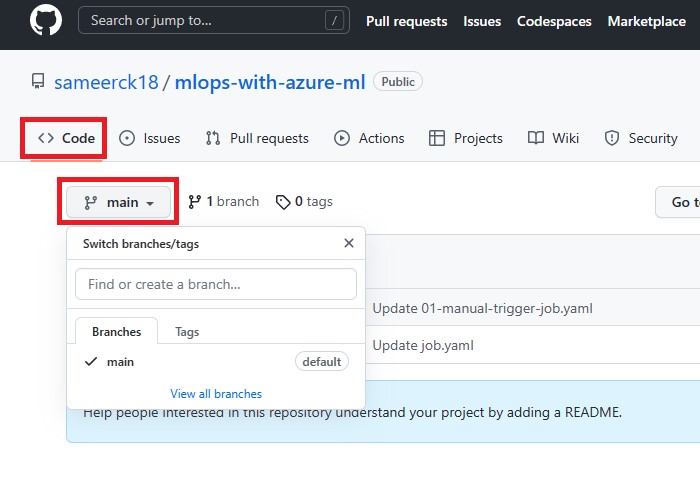 Search or jump to... / Pull requests Issues Codespaces Marketplace
sameerck18 / mlops-with-azure-ml Public
Code Issues Pull requests Actions Projects Wiki Security
main 1 branch 0 tags Go to
Switch branches/tags
Find or create a branch...
Branches Tags
Update 01-manual-trigger-job.yaml
main default Update job.yaml
View all branches
Help people interested in this repository understand your project by adding a README.